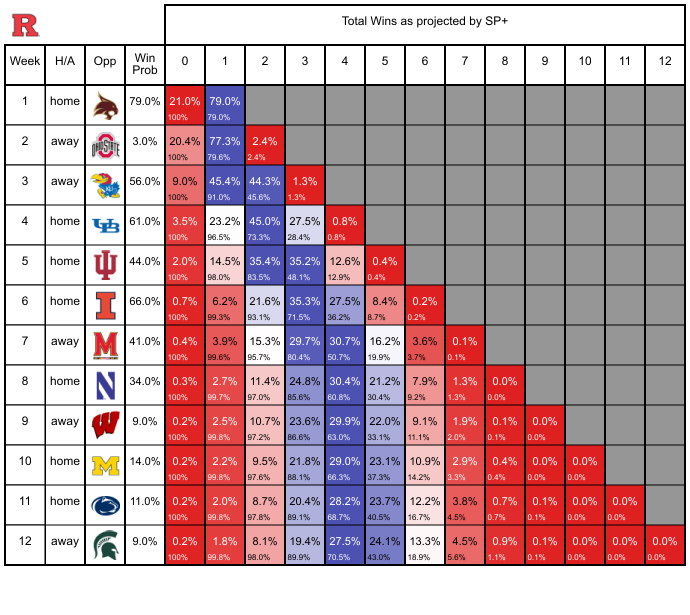 R
Total Wins as projected by SP+
Week H/A Opp Win Prob 0 1 2 3 4 5 6 7 8 9 10 11 12
1 home 79.0% 21.0% 79.0%
100% 79.0%
2 away OHIO STATE 3.0% 20.4% 77.3% 2.4%
100% 79.6% 2.4%
3 away KU 56.0% 9.0% 45.4% 44.3% 1.3%
100% 91.0% 45.6% 1.3%
4 home UB 61.0% 3.5% 23.2% 45.0% 27.5% 0.8%
100% 96.5% 73.3% 28.4% 0.8%
5 home 44.0% 2.0% 14.5% 35.4% 35.2% 12.6% 0.4%
100% 98.0% 83.5% 48.1% 12.9% 0.4%
6 home I 66.0% 0.7% 6.2% 21.6% 35.3% 27.5% 8.4% 0.2%
100% 99.3% 93.1% 71.5% 36.2% 8.7% 0.2%
7 away M 41.0% 0.4% 3.9% 15.3% 29.7% 30.7% 16.2% 3.6% 0.1%
100% 99.6% 95.7% 80.4% 50.7% 19.9% 3.7% 0.1%
8 home N 34.0% 0.3% 2.7% 11.4% 24.8% 30.4% 21.2% 7.9% 1.3% 0.0%
100% 99.7% 97.0% 85.6% 60.8% 30.4% 9.2% 1.3% 0.0%
9 away W 9.0% 0.2% 2.5% 10.7% 23.6% 29.9% 22.0% 9.1% 1.9% 0.1% 0.0%
100% 99.8% 97.2% 86.6% 63.0% 33.1% 11.1% 2.0% 0.1% 0.0%
10 home M 14.0% 0.2% 2.2% 9.5% 21.8% 29.0% 23.1% 10.9% 2.9% 0.4% 0.0% 0.0%
100% 99.8% 97.6% 88.1% 66.3% 37.3% 14.2% 3.3% 0.4% 0.0% 0.0%
11 home 11.0% 0.2% 2.0% 8.7% 20.4% 28.2% 23.7% 12.2% 3.8% 0.7% 0.1% 0.0% 0.0%
100% 99.8% 97.8% 89.1% 68.7% 40.5% 16.7% 4.5% 0.7% 0.1% 0.0% 0.0%
12 away 9.0% 0.2% 1.8% 8.1% 19.4% 27.5% 24.1% 13.3% 4.5% 0.9% 0.1% 0.0% 0.0% 0.0%
100% 99.8% 98.0% 89.9% 70.5% 43.0% 18.9% 5.6% 1.1% 0.1% 0.0% 0.0% 0.0%